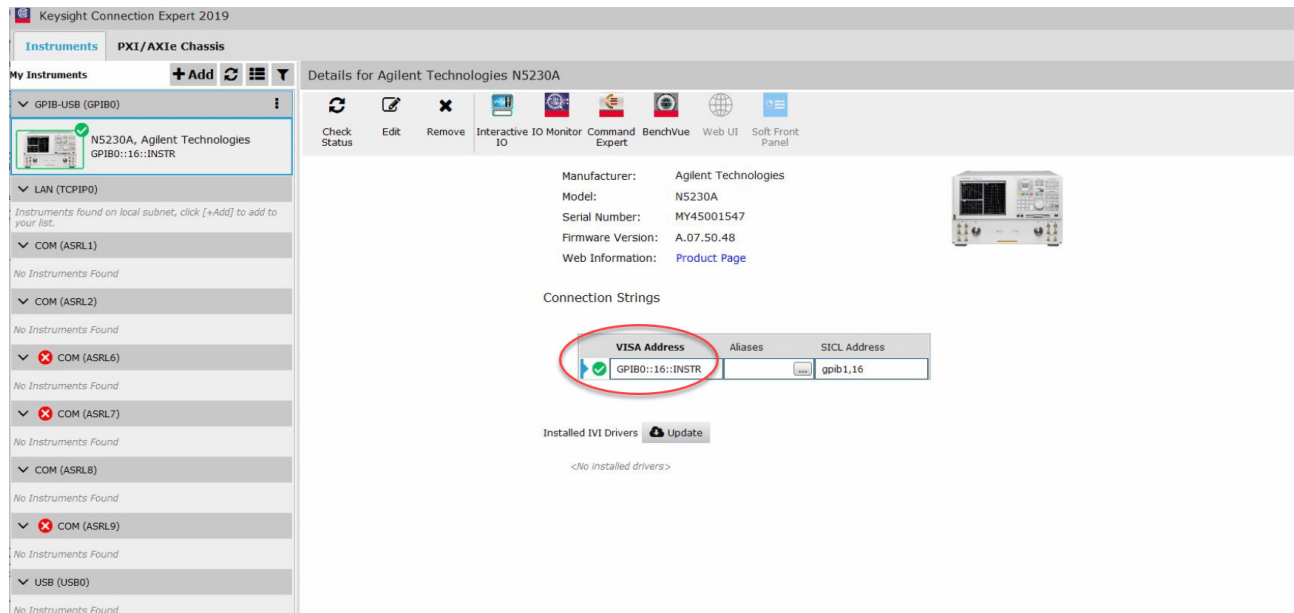 Keysight Connection Expert 2019
Instruments PXI/AXIe Chassis
My Instruments + Add
GPIB-USB (GPIB0)
N5230A, Agilent Technologies
GPIB0::16::INSTR
LAN (TCPIP0)
Instruments found on local subnet, click [+Add] to add to
your list.
COM (ASRL1)
No Instruments Found
COM (ASRL2)
No Instruments Found
COM (ASRL6)
No Instruments Found
COM (ASRL7)
No Instruments Found
COM (ASRL8)
No Instruments Found
COM (ASRL9)
No Instruments Found
USB (USB0)
No Instruments Found
Details for Agilent Technologies N5230A
Check Status Edit Remove Interactive IO IO Monitor Command Expert BenchVue Web UI Soft Front Panel
Manufacturer: Agilent Technologies
Model: N5230A
Serial Number: MY45001547
Firmware Version: A.07.50.48
Web Information: Product Page
Connection Strings
VISA Address Aliases SICL Address
GPIB0::16::INSTR ... gpib1,16
Installed IVI Drivers Update
<No installed drivers>